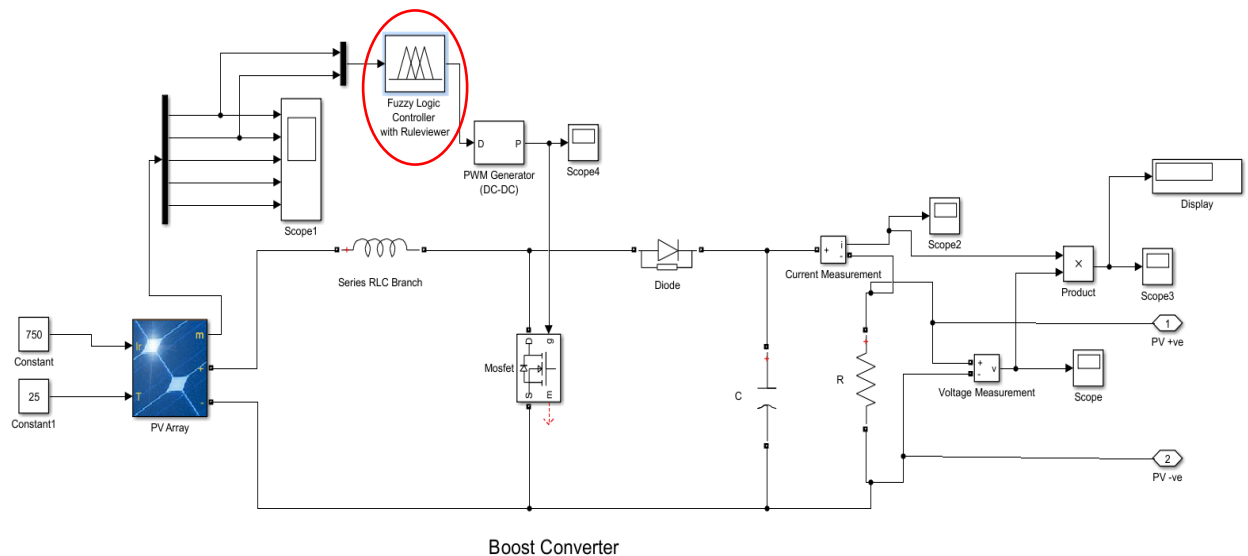 Fuzzy Logic
Controller
with Ruleviewer
D
P
PWM Generator
(DC-DC)
Scope4
Scope1
Display
Scope2
+
i
-
Current Measurement
×
Product
Scope3
+
Series RLC Branch
Diode
750
Constant
25
Constant1
Ir
T
m
+
-
PV Array
Mosfet
D
g
S
m
+
C
+
R
1
PV +ve
+
-
v
Voltage Measurement
Scope
2
PV -ve
Boost Converter